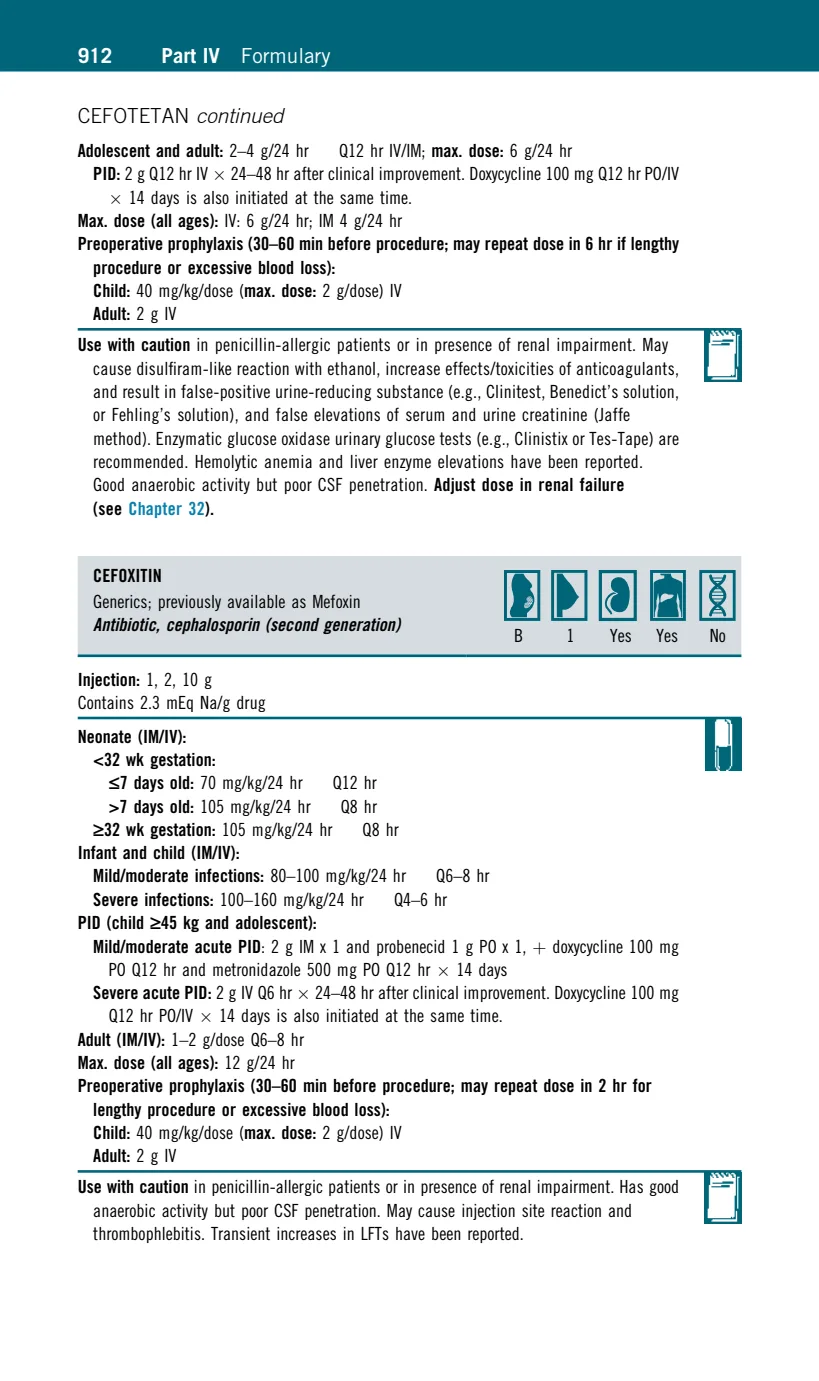 912 Part IV Formulary
CEFOTETAN continued
Adolescent and adult: 2–4 g/24 hr Q12 hr IV/IM; max. dose: 6 g/24 hr
PID: 2 g Q12 hr IV × 24–48 hr after clinical improvement. Doxycycline 100 mg Q12 hr PO/IV
× 14 days is also initiated at the same time.
Max. dose (all ages): IV: 6 g/24 hr; IM 4 g/24 hr
Preoperative prophylaxis (30–60 min before procedure; may repeat dose in 6 hr if lengthy
procedure or excessive blood loss):
Child: 40 mg/kg/dose (max. dose: 2 g/dose) IV
Adult: 2 g IV
Use with caution in penicillin-allergic patients or in presence of renal impairment. May
cause disulfiram-like reaction with ethanol, increase effects/toxicities of anticoagulants,
and result in false-positive urine-reducing substance (e.g., Clinitest, Benedict's solution,
or Fehling's solution), and false elevations of serum and urine creatinine (Jaffe
method). Enzymatic glucose oxidase urinary glucose tests (e.g., Clinistix or Tes-Tape) are
recommended. Hemolytic anemia and liver enzyme elevations have been reported.
Good anaerobic activity but poor CSF penetration. Adjust dose in renal failure
(see Chapter 32).
CEFOXITIN
Generics; previously available as Mefoxin
Antibiotic, cephalosporin (second generation)
B 1 Yes Yes No
Injection: 1, 2, 10 g
Contains 2.3 mEq Na/g drug
Neonate (IM/IV):
<32 wk gestation:
≤7 days old: 70 mg/kg/24 hr Q12 hr
>7 days old: 105 mg/kg/24 hr Q8 hr
≥32 wk gestation: 105 mg/kg/24 hr Q8 hr
Infant and child (IM/IV):
Mild/moderate infections: 80–100 mg/kg/24 hr Q6–8 hr
Severe infections: 100–160 mg/kg/24 hr Q4–6 hr
PID (child ≥45 kg and adolescent):
Mild/moderate acute PID: 2 g IM x 1 and probenecid 1 g PO x 1, + doxycycline 100 mg
PO Q12 hr and metronidazole 500 mg PO Q12 hr × 14 days
Severe acute PID: 2 g IV Q6 hr × 24–48 hr after clinical improvement. Doxycycline 100 mg
Q12 hr PO/IV × 14 days is also initiated at the same time.
Adult (IM/IV): 1–2 g/dose Q6–8 hr
Max. dose (all ages): 12 g/24 hr
Preoperative prophylaxis (30–60 min before procedure; may repeat dose in 2 hr for
lengthy procedure or excessive blood loss):
Child: 40 mg/kg/dose (max. dose: 2 g/dose) IV
Adult: 2 g IV
Use with caution in penicillin-allergic patients or in presence of renal impairment. Has good
anaerobic activity but poor CSF penetration. May cause injection site reaction and
thrombophlebitis. Transient increases in LFTs have been reported.